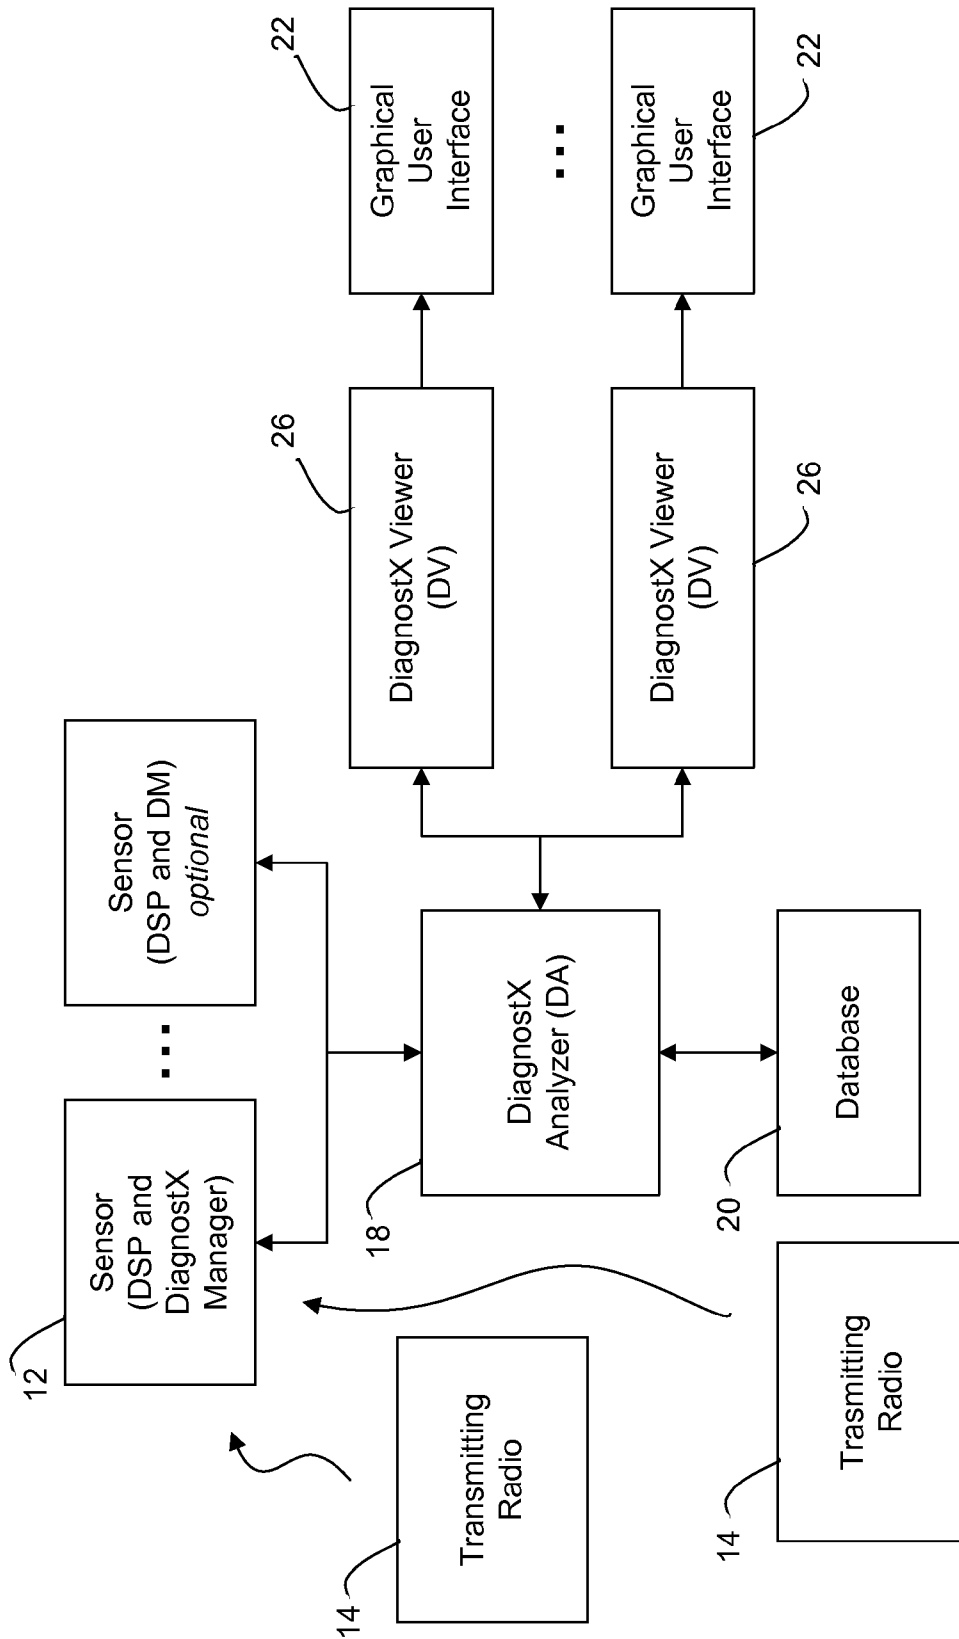 12
Sensor
(DSP and
DiagnostX
Manager)
...
Sensor
(DSP and DM)
optional
14
Transmitting
Radio
14
Trasmitting
Radio
18
DiagnostX
Analyzer (DA)
20
Database
26
DiagnostX Viewer
(DV)
DiagnostX Viewer
(DV)
26
22
Graphical
User
Interface
...
Graphical
User
Interface
22